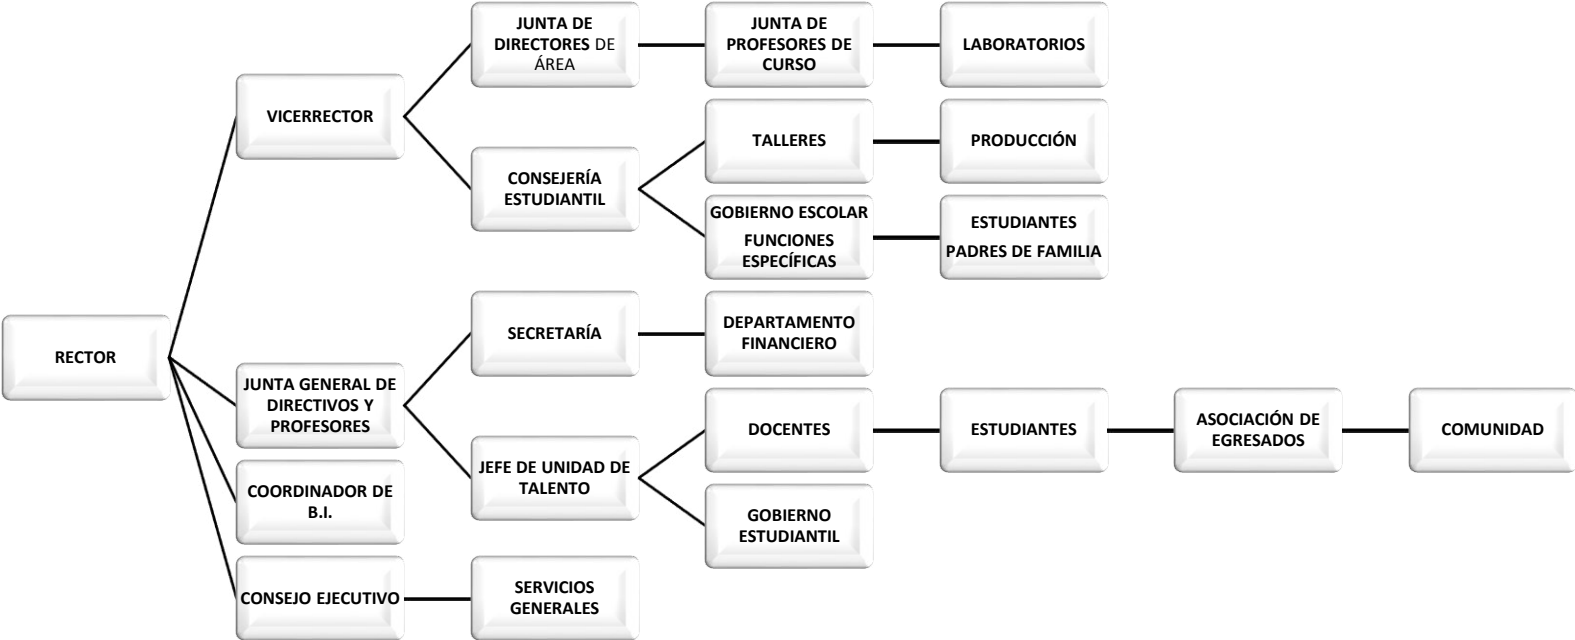 JUNTA DE
DIRECTORES DE
ÁREA
JUNTA DE
PROFESORES DE
CURSO
LABORATORIOS
VICERRECTOR
TALLERES
PRODUCCIÓN
CONSEJERÍA
ESTUDIANTIL
GOBIERNO ESCOLAR
FUNCIONES
ESPECÍFICAS
ESTUDIANTES
PADRES DE FAMILIA
RECTOR
SECRETARÍA
DEPARTAMENTO
FINANCIERO
JUNTA GENERAL DE
DIRECTIVOS Y
PROFESORES
DOCENTES
ESTUDIANTES
ASOCIACIÓN DE
EGRESADOS
COMUNIDAD
JEFE DE UNIDAD DE
TALENTO
COORDINADOR DE
B.I.
GOBIERNO
ESTUDIANTIL
CONSEJO EJECUTIVO
SERVICIOS
GENERALES